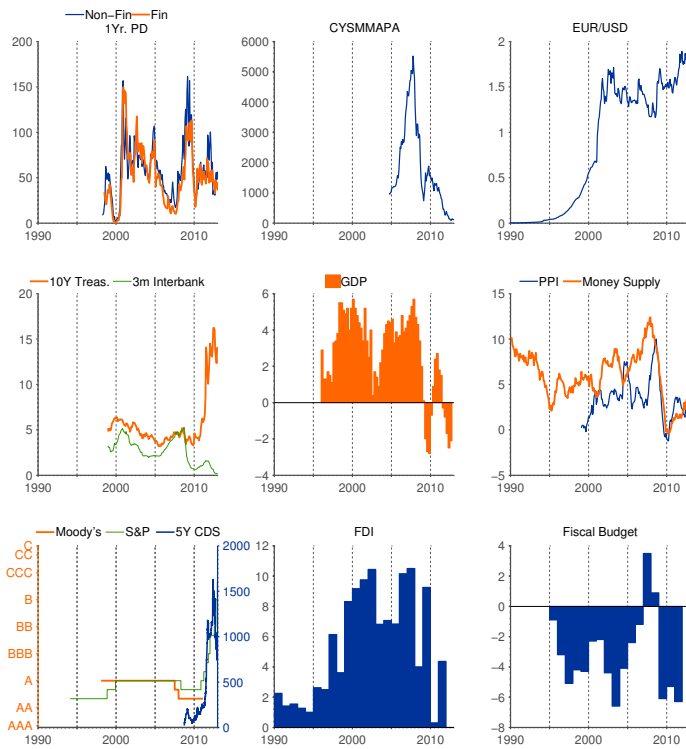 Non-Fin Fin
1Yr. PD
200
150
100
50
0
1990 2000 2010
CYSMMAPA
6000
5000
4000
3000
2000
1000
0
1990 2000 2010
EUR/USD
2
1.5
1
0.5
0
1990 2000 2010
10Y Treas. 3m Interbank
20
15
10
5
0
1990 2000 2010
GDP
6
4
2
0
−2
−4
1990 2000 2010
PPI Money Supply
15
10
5
0
−5
1990 2000 2010
Moody's S&P 5Y CDS
C
CC
CCC
B
BB
BBB
A
AA
AAA
2000
1500
1000
500
0
1990 2000 2010
FDI
12
10
8
6
4
2
0
1990 2000 2010
Fiscal Budget
4
2
0
−2
−4
−6
−8
1990 2000 2010